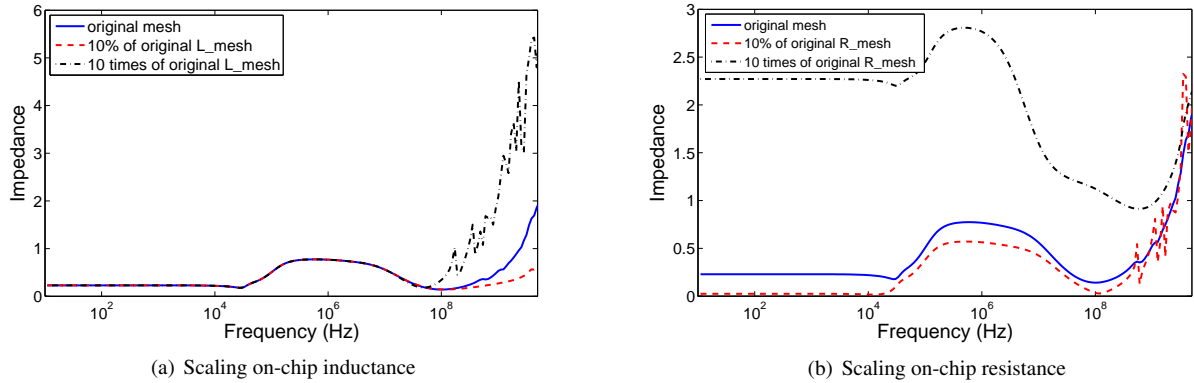 original mesh
10% of original L_mesh
10 times of original L_mesh
6
5
4
3
2
1
0
Impedance
10^2
10^4
10^6
10^8
Frequency (Hz)
(a) Scaling on-chip inductance
original mesh
10% of original R_mesh
10 times of original R_mesh
3
2.5
2
1.5
1
0.5
0
Impedance
10^2
10^4
10^6
10^8
Frequency (Hz)
(b) Scaling on-chip resistance